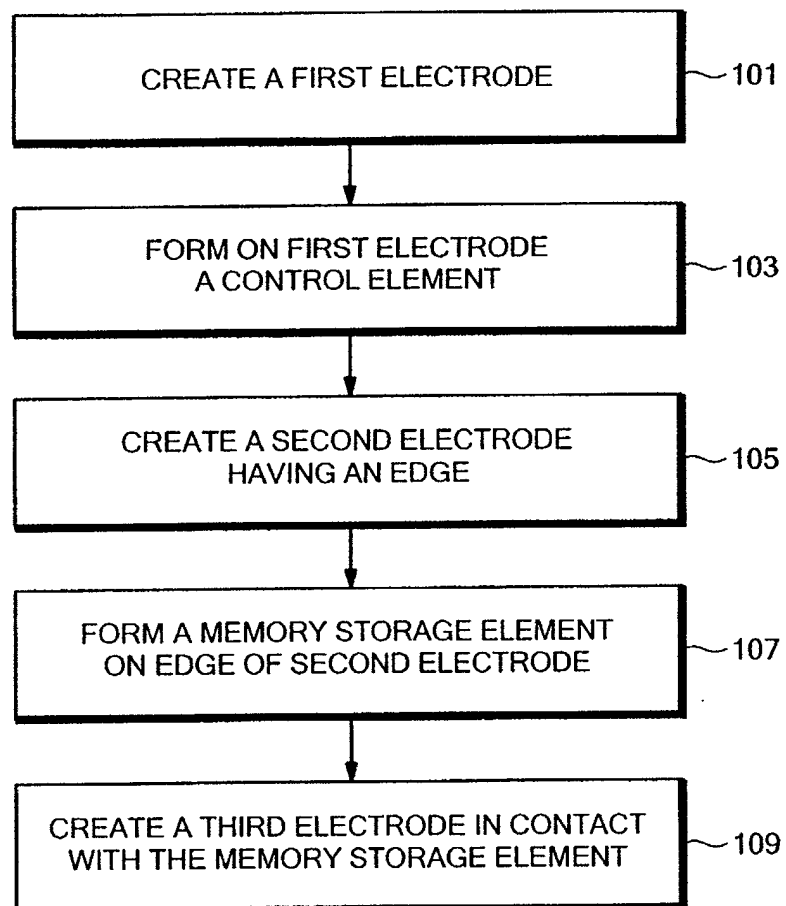 CREATE A FIRST ELECTRODE
101
FORM ON FIRST ELECTRODE
A CONTROL ELEMENT
103
CREATE A SECOND ELECTRODE
HAVING AN EDGE
105
FORM A MEMORY STORAGE ELEMENT
ON EDGE OF SECOND ELECTRODE
107
CREATE A THIRD ELECTRODE IN CONTACT
WITH THE MEMORY STORAGE ELEMENT
109